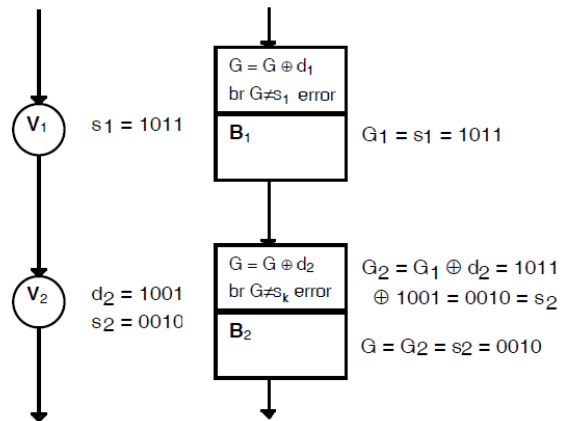 G = G ⊕ d₁
br G≠s₁ error
V₁
s₁ = 1011
B₁
G₁ = s₁ = 1011
G = G ⊕ d₂
br G≠sₖ error
G₂ = G₁ ⊕ d₂ = 1011
⊕ 1001 = 0010 = s₂
V₂
d₂ = 1001
s₂ = 0010
B₂
G = G₂ = s₂ = 0010